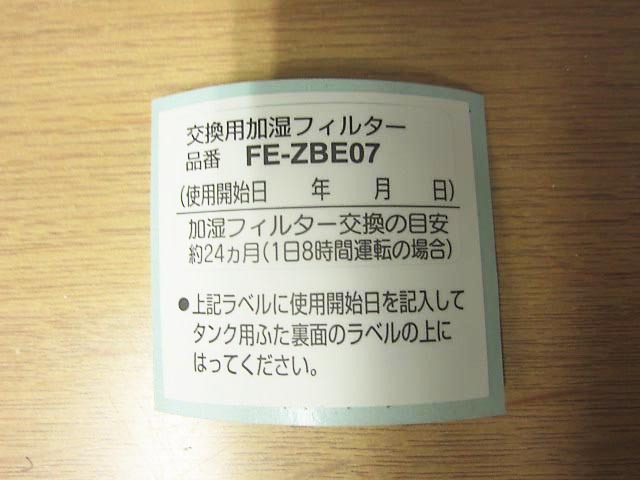 交換用加湿フィルター
品番 FE-ZBE07
(使用開始日 年 月 日)
加湿フィルター交換の目安
約24ヵ月(1日8時間運転の場合)
●上記ラベルに使用開始日を記入して
タンク用ふた裏面のラベルの上に
はってください。